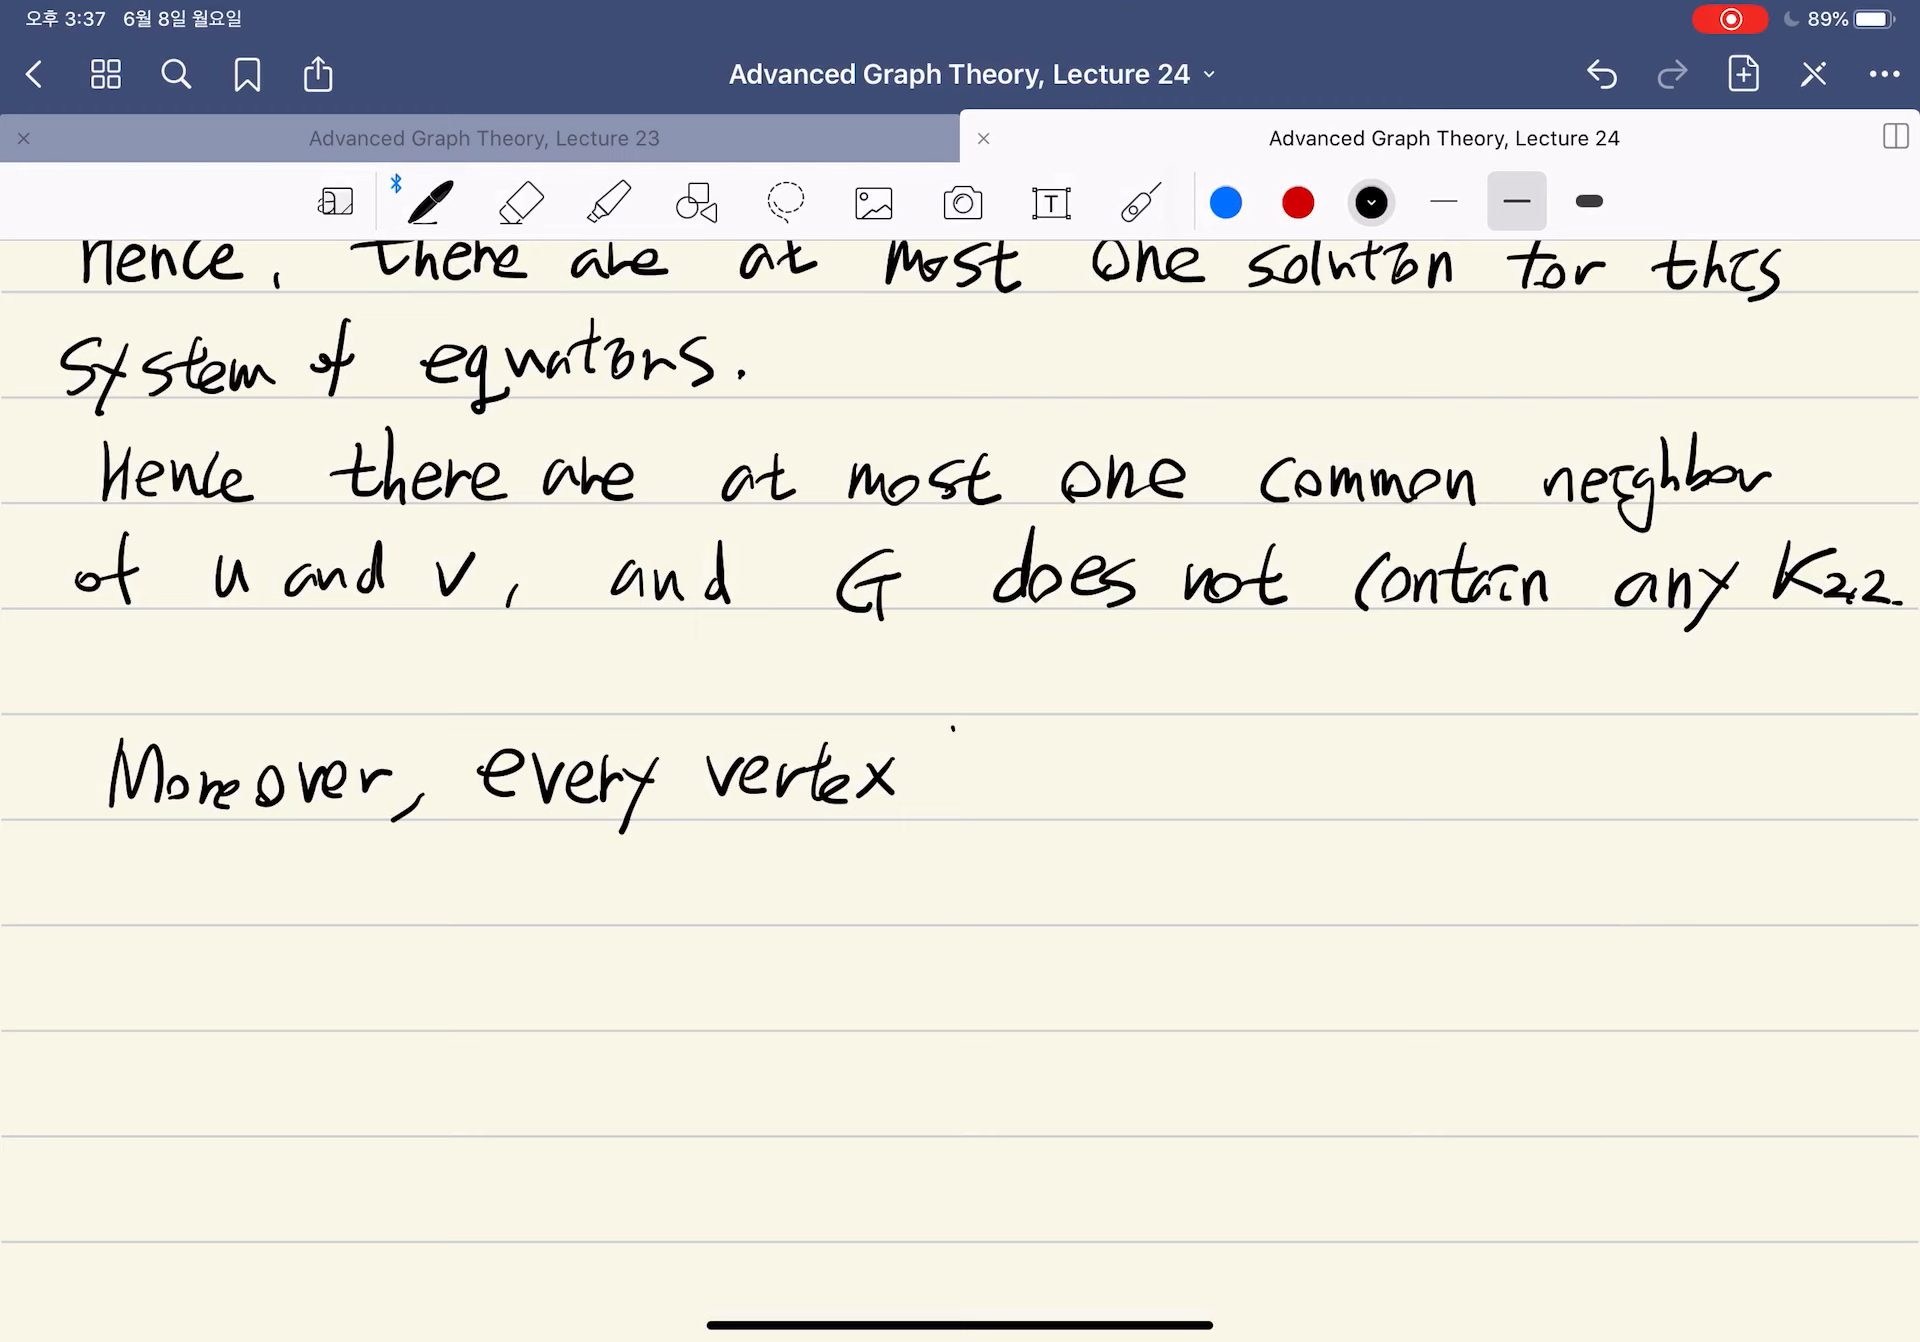 오후 3:37 6월 8일 월요일
89%
Advanced Graph Theory, Lecture 24
Advanced Graph Theory, Lecture 23
Advanced Graph Theory, Lecture 24
Hence, there are at most one solution for this
system of equations.
Hence there are at most one common neighbor
of u and v, and G does not contain any K2,2.
Moreover, every vertex